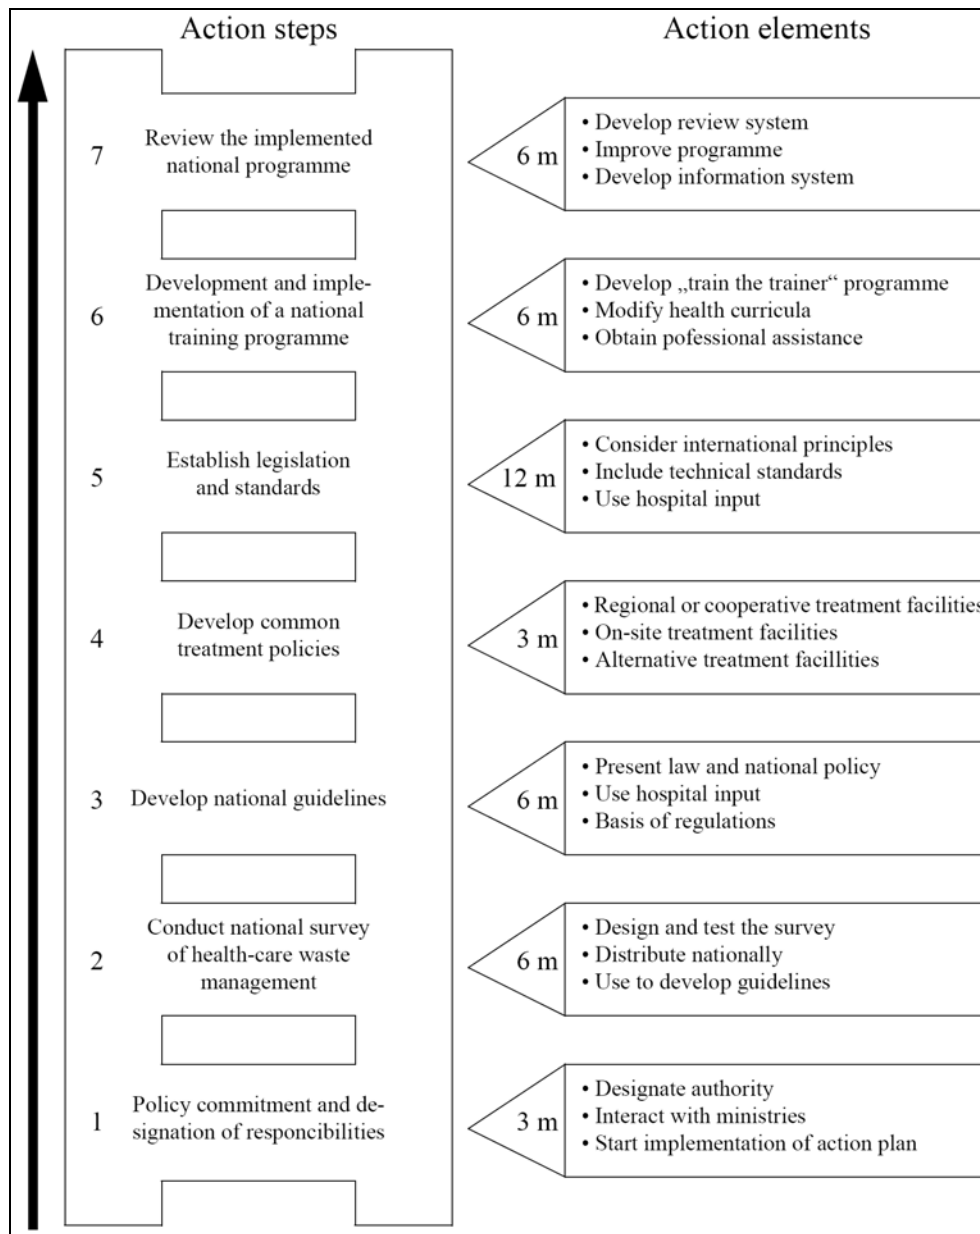 Action steps
Action elements
7
Review the implemented
national programme
6 m
• Develop review system
• Improve programme
• Develop information system
6
Development and imple-
mentation of a national
training programme
6 m
• Develop „train the trainer“ programme
• Modify health curricula
• Obtain pofessional assistance
5
Establish legislation
and standards
12 m
• Consider international principles
• Include technical standards
• Use hospital input
4
Develop common
treatment policies
3 m
• Regional or cooperative treatment facilities
• On-site treatment facilities
• Alternative treatment facillities
3
Develop national guidelines
6 m
• Present law and national policy
• Use hospital input
• Basis of regulations
2
Conduct national survey
of health-care waste
management
6 m
• Design and test the survey
• Distribute nationally
• Use to develop guidelines
1
Policy commitment and de-
signation of responcibilities
3 m
• Designate authority
• Interact with ministries
• Start implementation of action plan